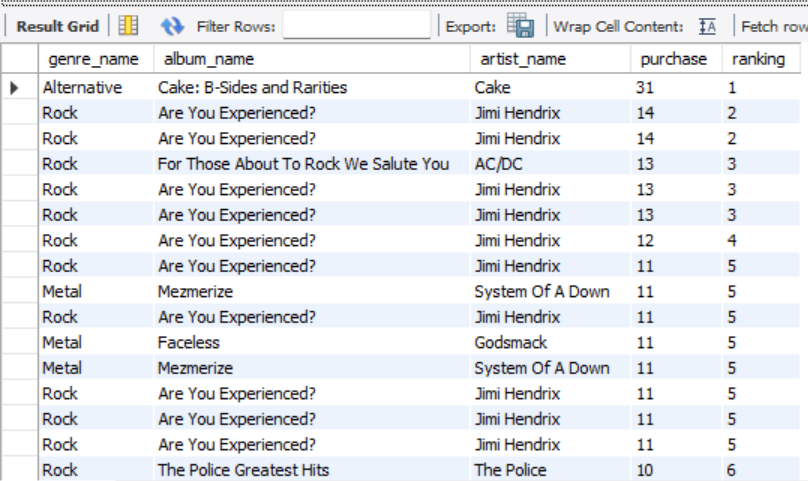 Result Grid Filter Rows: Export: Wrap Cell Content: Fetch row
genre_name album_name artist_name purchase ranking
Alternative Cake: B-Sides and Rarities Cake 31 1
Rock Are You Experienced? Jimi Hendrix 14 2
Rock Are You Experienced? Jimi Hendrix 14 2
Rock For Those About To Rock We Salute You AC/DC 13 3
Rock Are You Experienced? Jimi Hendrix 13 3
Rock Are You Experienced? Jimi Hendrix 13 3
Rock Are You Experienced? Jimi Hendrix 12 4
Rock Are You Experienced? Jimi Hendrix 11 5
Metal Mezmerize System Of A Down 11 5
Rock Are You Experienced? Jimi Hendrix 11 5
Metal Faceless Godsmack 11 5
Metal Mezmerize System Of A Down 11 5
Rock Are You Experienced? Jimi Hendrix 11 5
Rock Are You Experienced? Jimi Hendrix 11 5
Rock Are You Experienced? Jimi Hendrix 11 5
Rock The Police Greatest Hits The Police 10 6